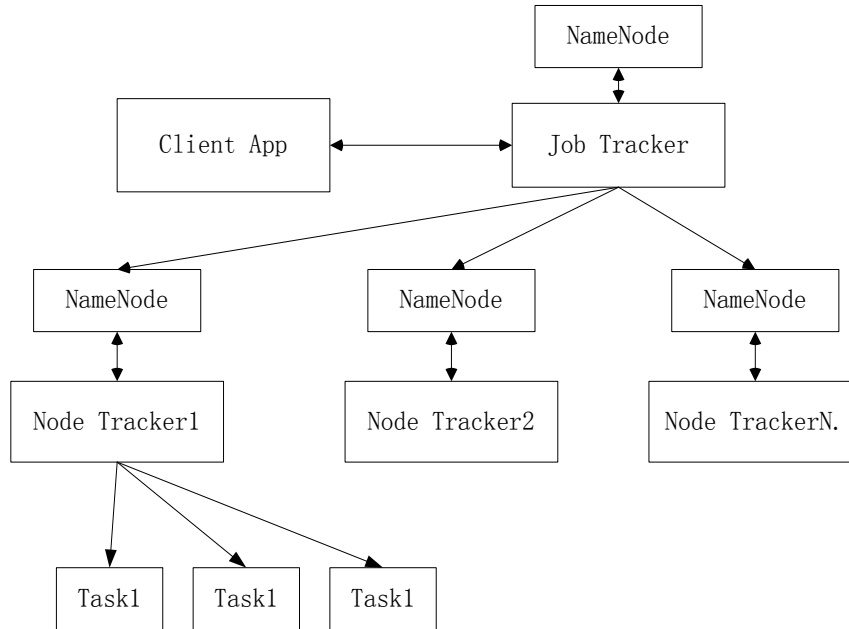 NameNode
Client App
Job Tracker
NameNode
NameNode
NameNode
Node Tracker1
Node Tracker2
Node TrackerN.
Task1
Task1
Task1